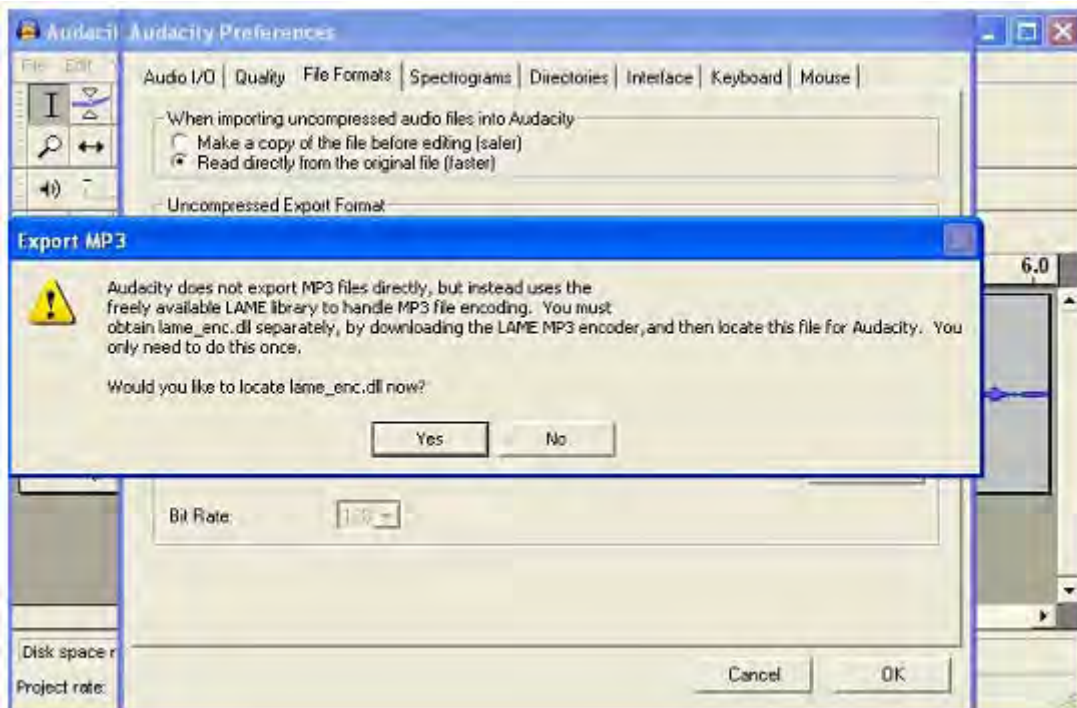 Audacit
Audacity Preferences
File Edit
Audio I/O Quality File Formats Spectrograms Directories Interface Keyboard Mouse
When importing uncompressed audio files into Audacity
Make a copy of the file before editing (safer)
Read directly from the original file (faster)
Uncompressed Export Format
Export MP3
6.0
Audacity does not export MP3 files directly, but instead uses the
freely available LAME library to handle MP3 file encoding. You must
obtain lame_enc.dll separately, by downloading the LAME MP3 encoder, and then locate this file for Audacity. You
only need to do this once.
Would you like to locate lame_enc.dll now?
Yes No
Bit Rate: 128
Disk space r
Project rate:
Cancel OK